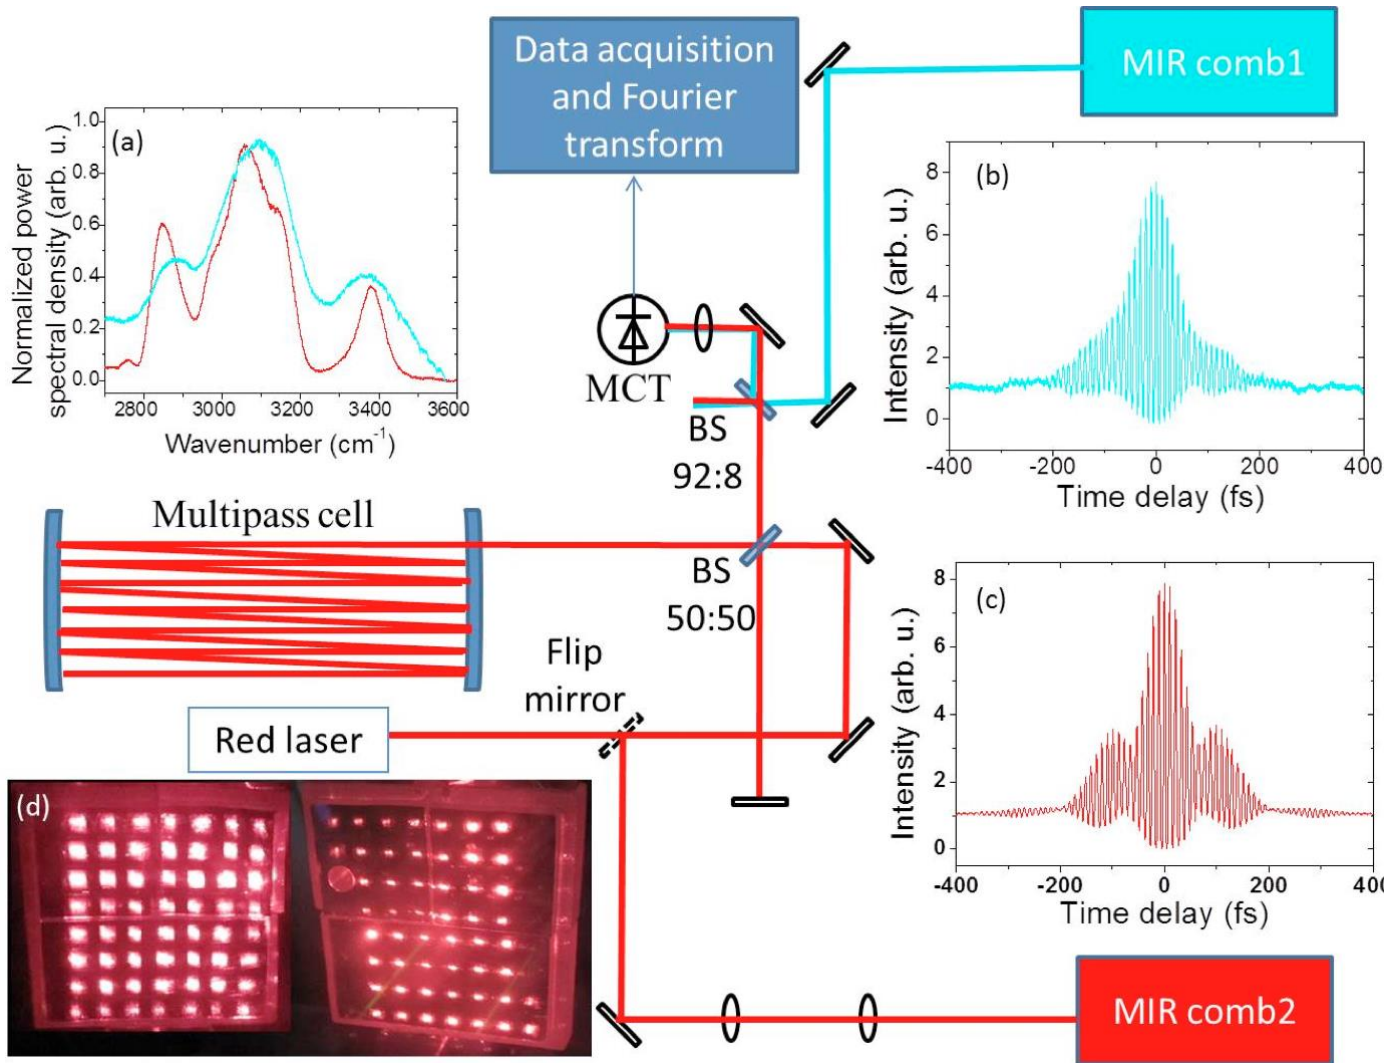 Data acquisition
and Fourier
transform
MIR comb1
(a)
Normalized power
spectral density (arb. u.)
1.0
0.8
0.6
0.4
0.2
0.0
2800 3000 3200 3400 3600
Wavenumber (cm⁻¹)
(b)
Intensity (arb. u.)
8
6
4
2
0
-400 -200 0 200 400
Time delay (fs)
MCT
BS
92:8
Multipass cell
BS
50:50
Flip
mirror
Red laser
(c)
Intensity (arb. u.)
8
6
4
2
0
-400 -200 0 200 400
Time delay (fs)
(d)
MIR comb2